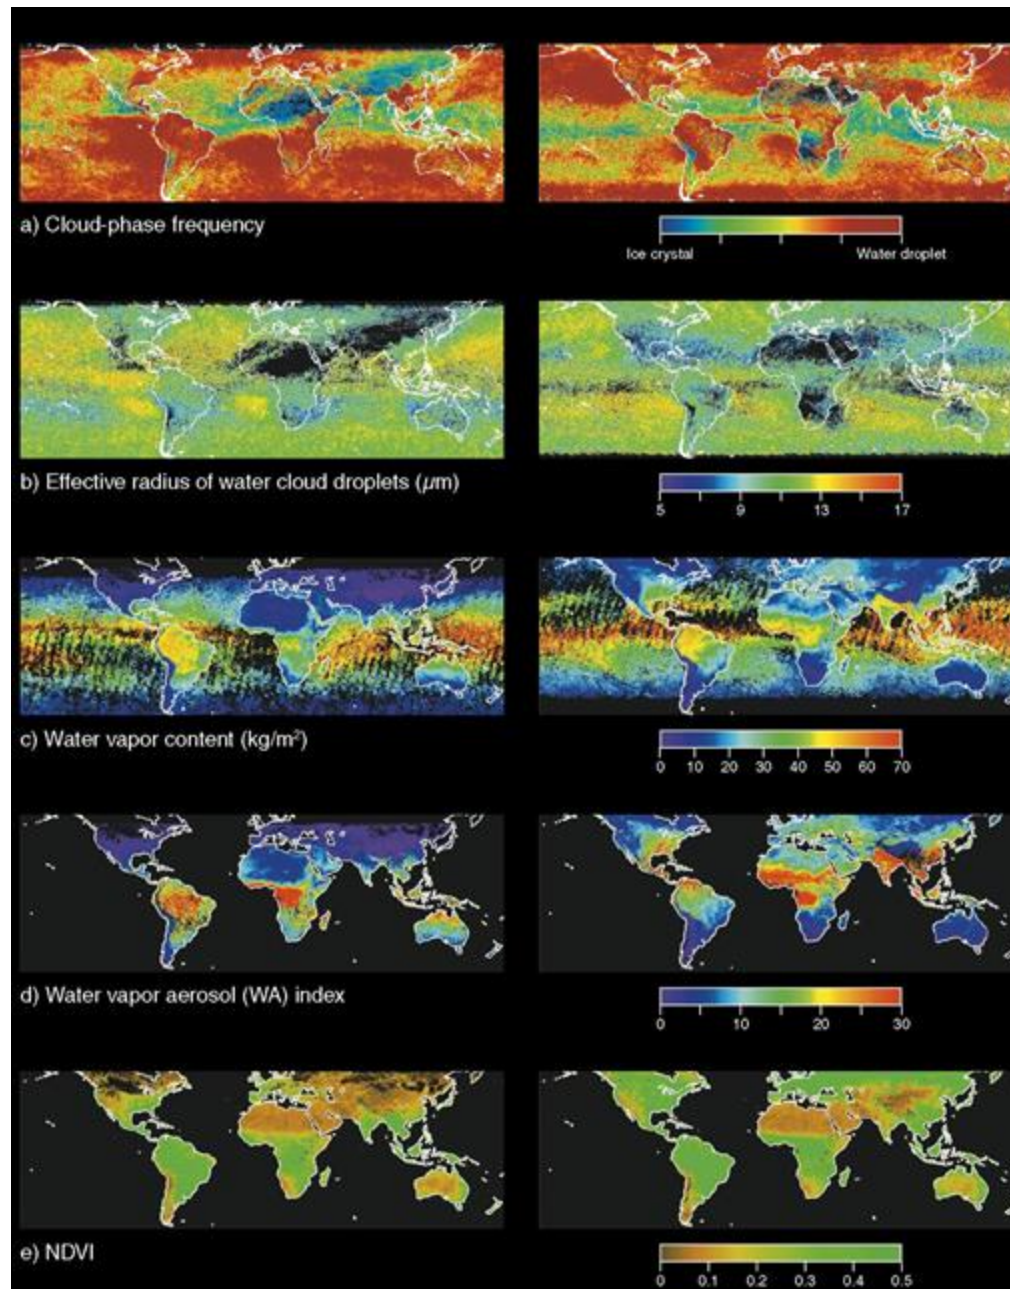 a) Cloud-phase frequency
Ice crystal Water droplet
b) Effective radius of water cloud droplets (μm)
5 9 13 17
c) Water vapor content (kg/m²)
0 10 20 30 40 50 60 70
d) Water vapor aerosol (WA) index
0 10 20 30
e) NDVI
0 0.1 0.2 0.3 0.4 0.5